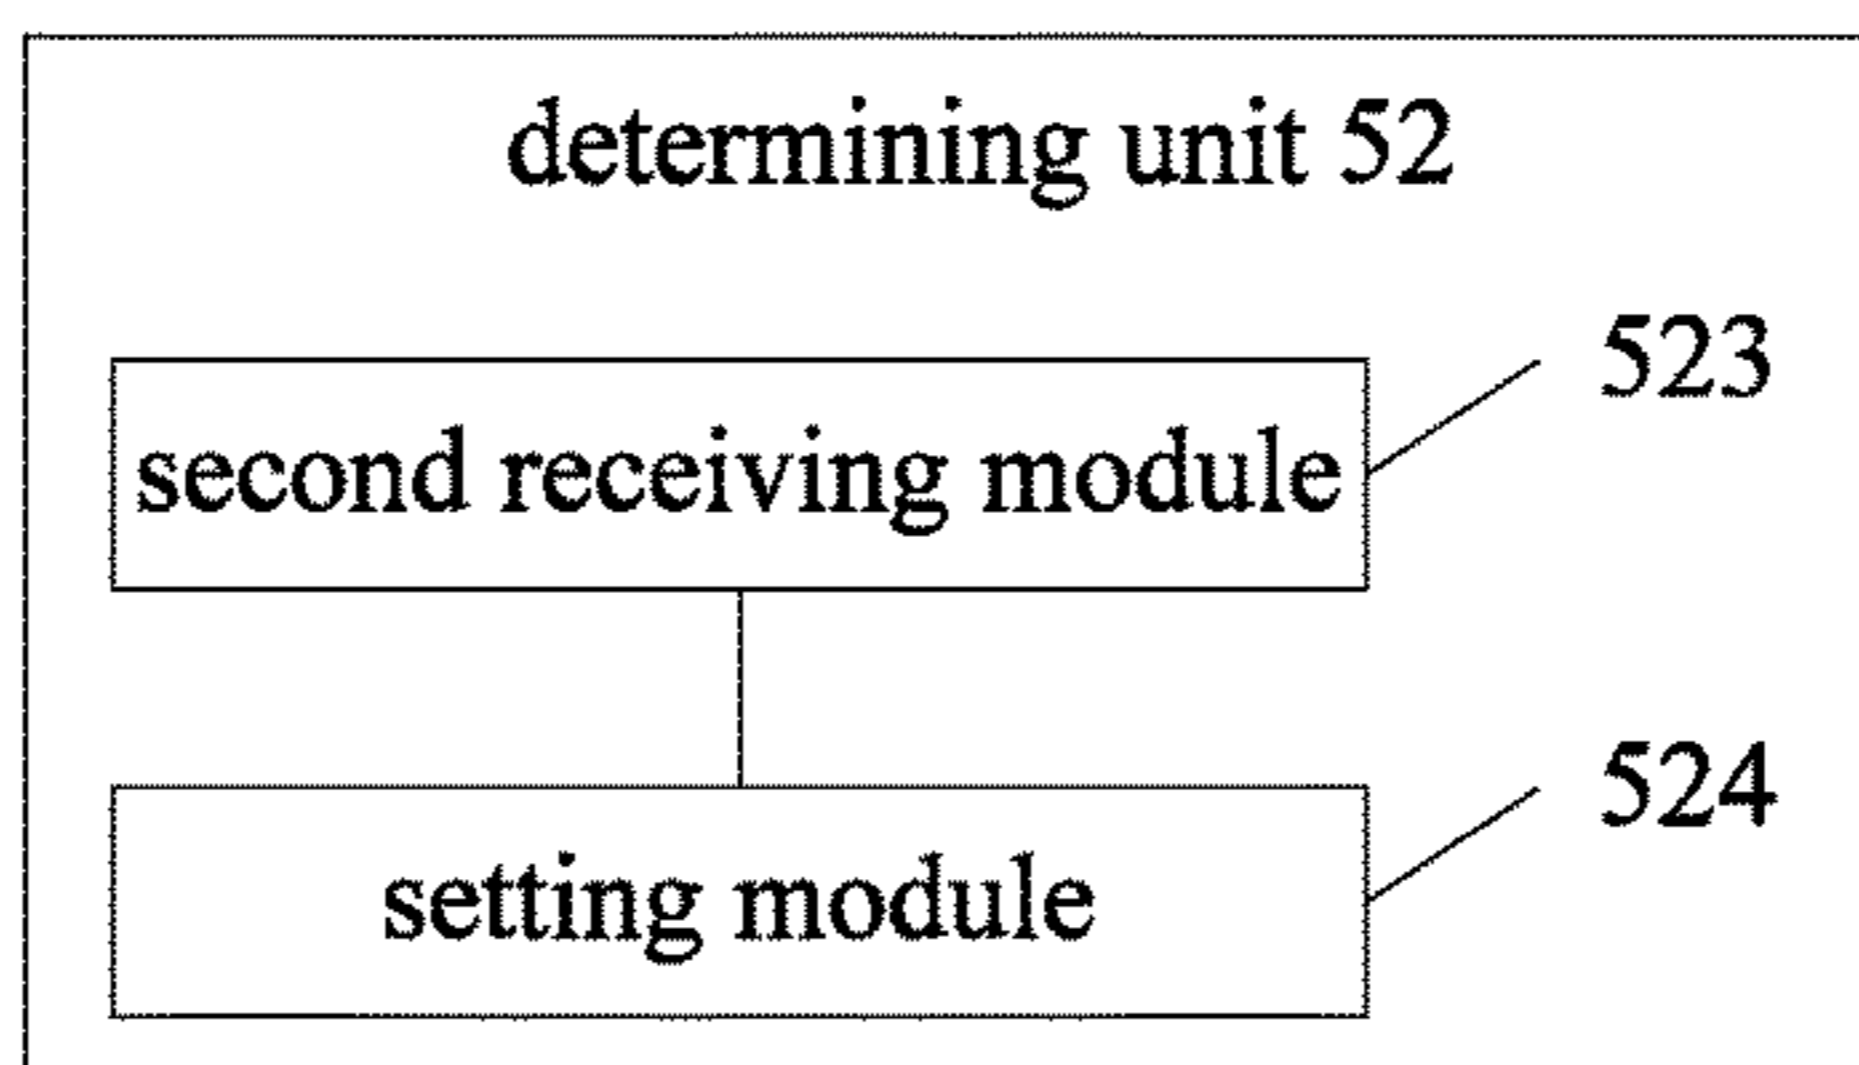 determining unit 52
523
second receiving module
524
setting module